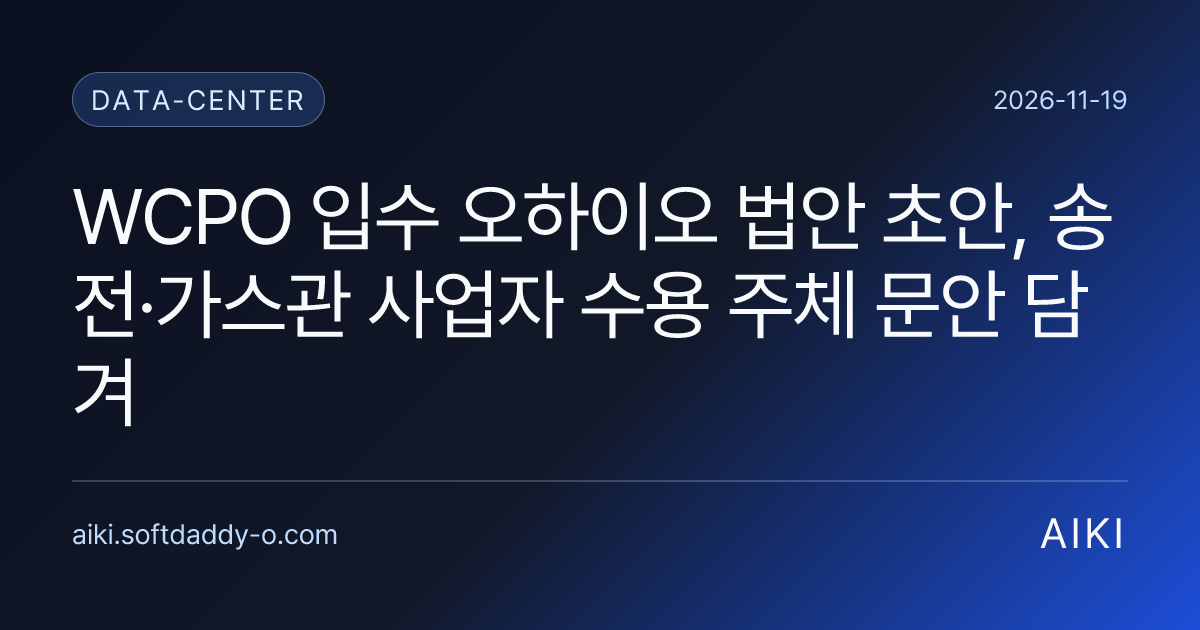 DATA-CENTER
2026-11-19
WCPO 입수 오하이오 법안 초안, 송
전·가스관 사업자 수용 주체 문안 담
겨
aiki.softdaddy-o.com
AIKI